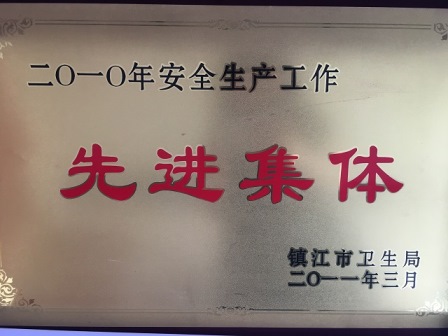 二〇一〇年安全生产工作
先进集体
镇江市卫生局
二〇一一年三月